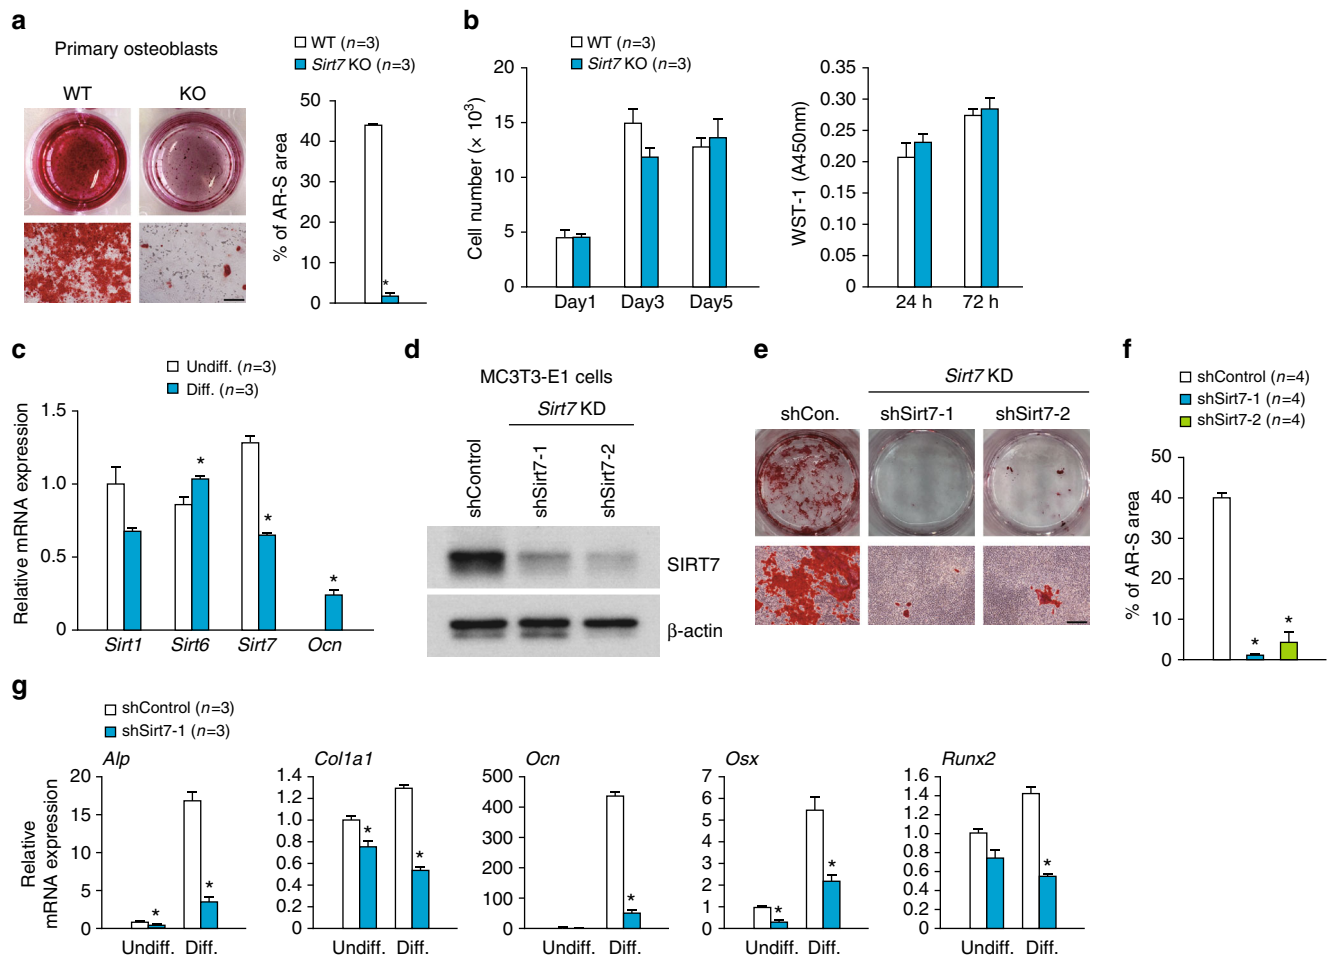 a
Primary osteoblasts
WT
KO
WT (n=3)
Sirt7 KO (n=3)
% of AR-S area
50
40
30
20
10
0
*
b
WT (n=3)
Sirt7 KO (n=3)
Cell number (× 10³)
20
15
10
5
0
Day1 Day3 Day5
WST-1 (A450nm)
0.35
0.30
0.25
0.20
0.15
0.10
0.05
0
24 h 72 h
c
Undiff. (n=3)
Diff. (n=3)
Relative mRNA expression
1.5
1.0
0.5
0
* * *
Sirt1 Sirt6 Sirt7 Ocn
d
MC3T3-E1 cells
Sirt7 KD
shControl
shSirt7-1
shSirt7-2
SIRT7
β-actin
e
Sirt7 KD
shCon. shSirt7-1 shSirt7-2
f
shControl (n=4)
shSirt7-1 (n=4)
shSirt7-2 (n=4)
% of AR-S area
50
40
30
20
10
0
* *
g
shControl (n=3)
shSirt7-1 (n=3)
Relative
mRNA expression
Alp
20
15
10
5
0
* *
Undiff. Diff.
Col1a1
1.4
1.2
1.0
0.8
0.6
0.4
0.2
0
* *
Undiff. Diff.
Ocn
500
400
300
200
100
0
*
Undiff. Diff.
Osx
7
6
5
4
3
2
1
0
* *
Undiff. Diff.
Runx2
1.6
1.4
1.2
1.0
0.8
0.6
0.4
0.2
0
*
Undiff. Diff.